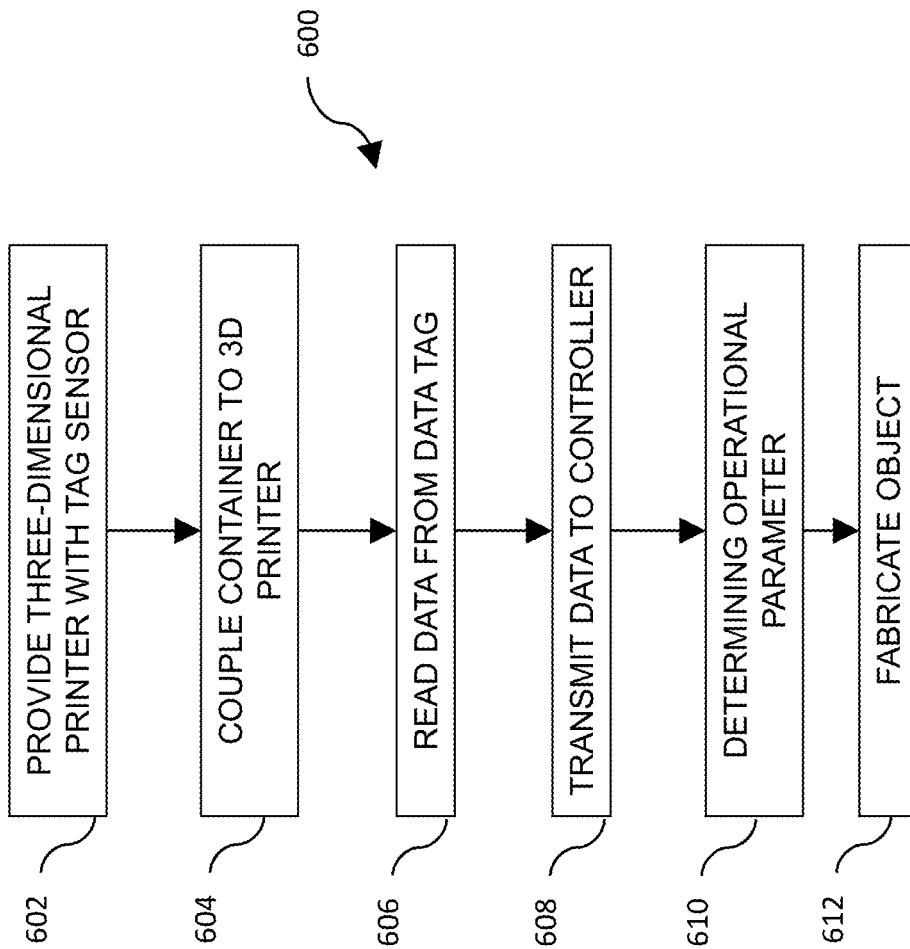 600
602
PROVIDE THREE-DIMENSIONAL
PRINTER WITH TAG SENSOR
604
COUPLE CONTAINER TO 3D
PRINTER
606
READ DATA FROM DATA TAG
608
TRANSMIT DATA TO CONTROLLER
610
DETERMINING OPERATIONAL
PARAMETER
612
FABRICATE OBJECT